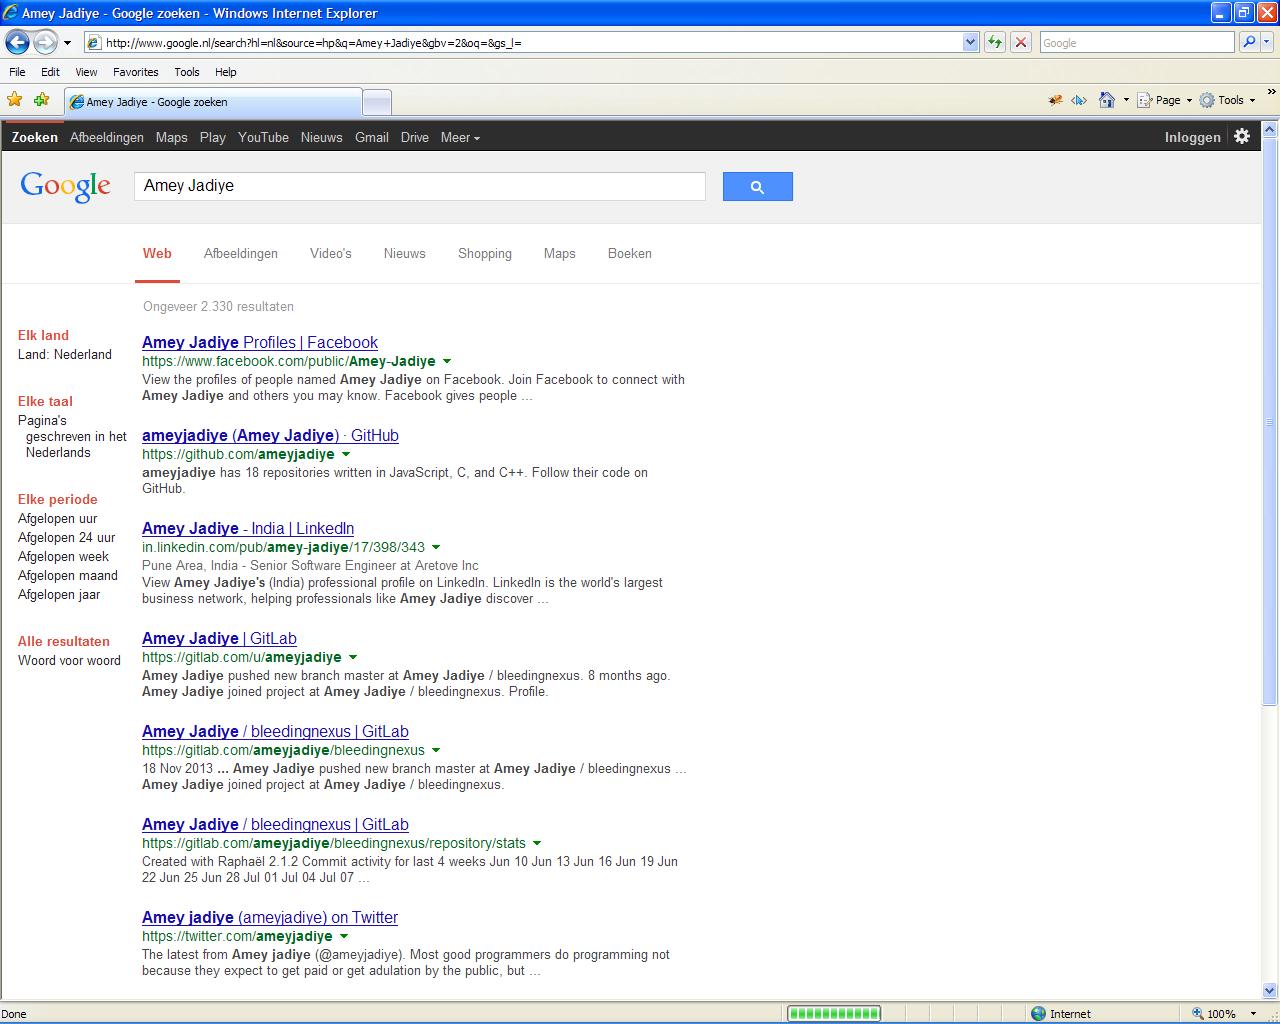 Amey Jadiye - Google zoeken - Windows Internet Explorer
http://www.google.nl/search?hl=nl&source=hp&q=Amey+Jadiye&gbv=2&oq=&gs_l=
Google
File Edit View Favorites Tools Help
Amey Jadiye - Google zoeken
Page Tools
Zoeken Afbeeldingen Maps Play YouTube Nieuws Gmail Drive Meer
Inloggen
Google
Amey Jadiye
Web Afbeeldingen Video's Nieuws Shopping Maps Boeken
Ongeveer 2.330 resultaten
Elk land
Land: Nederland
Elke taal
Pagina's
geschreven in het
Nederlands
Elke periode
Afgelopen uur
Afgelopen 24 uur
Afgelopen week
Afgelopen maand
Afgelopen jaar
Alle resultaten
Woord voor woord
Amey Jadiye Profiles | Facebook
https://www.facebook.com/public/Amey-Jadiye
View the profiles of people named Amey Jadiye on Facebook. Join Facebook to connect with
Amey Jadiye and others you may know. Facebook gives people ...
ameyjadiye (Amey Jadiye) · GitHub
https://github.com/ameyjadiye
ameyjadiye has 18 repositories written in JavaScript, C, and C++. Follow their code on
GitHub.
Amey Jadiye - India | LinkedIn
in.linkedin.com/pub/amey-jadiye/17/398/343
Pune Area, India - Senior Software Engineer at Aretove Inc
View Amey Jadiye's (India) professional profile on LinkedIn. LinkedIn is the world's largest
business network, helping professionals like Amey Jadiye discover ...
Amey Jadiye | GitLab
https://gitlab.com/u/ameyjadiye
Amey Jadiye pushed new branch master at Amey Jadiye / bleedingnexus. 8 months ago.
Amey Jadiye joined project at Amey Jadiye / bleedingnexus. Profile.
Amey Jadiye / bleedingnexus | GitLab
https://gitlab.com/ameyjadiye/bleedingnexus
18 Nov 2013 ... Amey Jadiye pushed new branch master at Amey Jadiye / bleedingnexus ...
Amey Jadiye joined project at Amey Jadiye / bleedingnexus.
Amey Jadiye / bleedingnexus | GitLab
https://gitlab.com/ameyjadiye/bleedingnexus/repository/stats
Created with Raphaël 2.1.2 Commit activity for last 4 weeks Jun 10 Jun 13 Jun 16 Jun 19 Jun
22 Jun 25 Jun 28 Jul 01 Jul 04 Jul 07 ...
Amey jadiye (ameyjadiye) on Twitter
https://twitter.com/ameyjadiye
The latest from Amey jadiye (@ameyjadiye). Most good programmers do programming not
because they expect to get paid or get adulation by the public, but ...
Done
Internet
100%